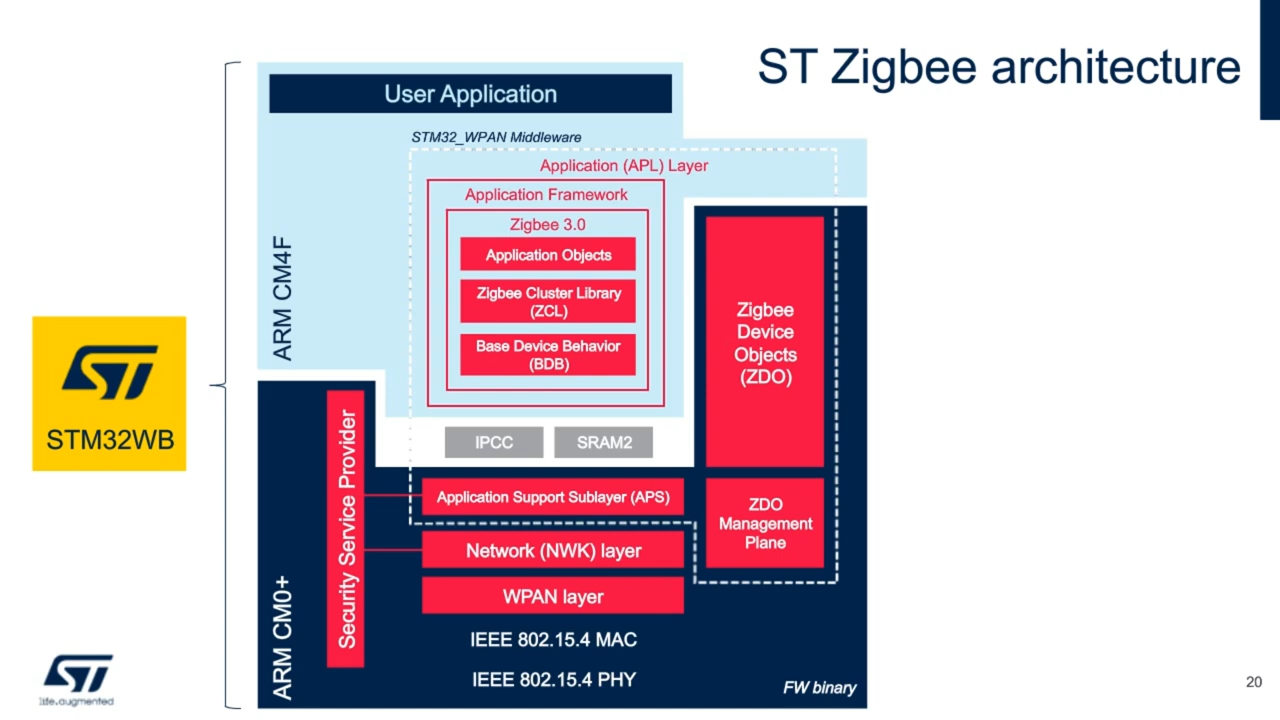 ST Zigbee architecture
User Application
STM32_WPAN Middleware
Application (APL) Layer
Application Framework
Zigbee 3.0
Application Objects
Zigbee Cluster Library
(ZCL)
Base Device Behavior
(BDB)
ARM CM4F
Zigbee
Device
Objects
(ZDO)
ST
STM32WB
IPCC
SRAM2
Security Service Provider
Application Support Sublayer (APS)
ZDO
Management
Plane
Network (NWK) layer
WPAN layer
ARM CM0+
IEEE 802.15.4 MAC
IEEE 802.15.4 PHY
FW binary
ST
life.augmented
20